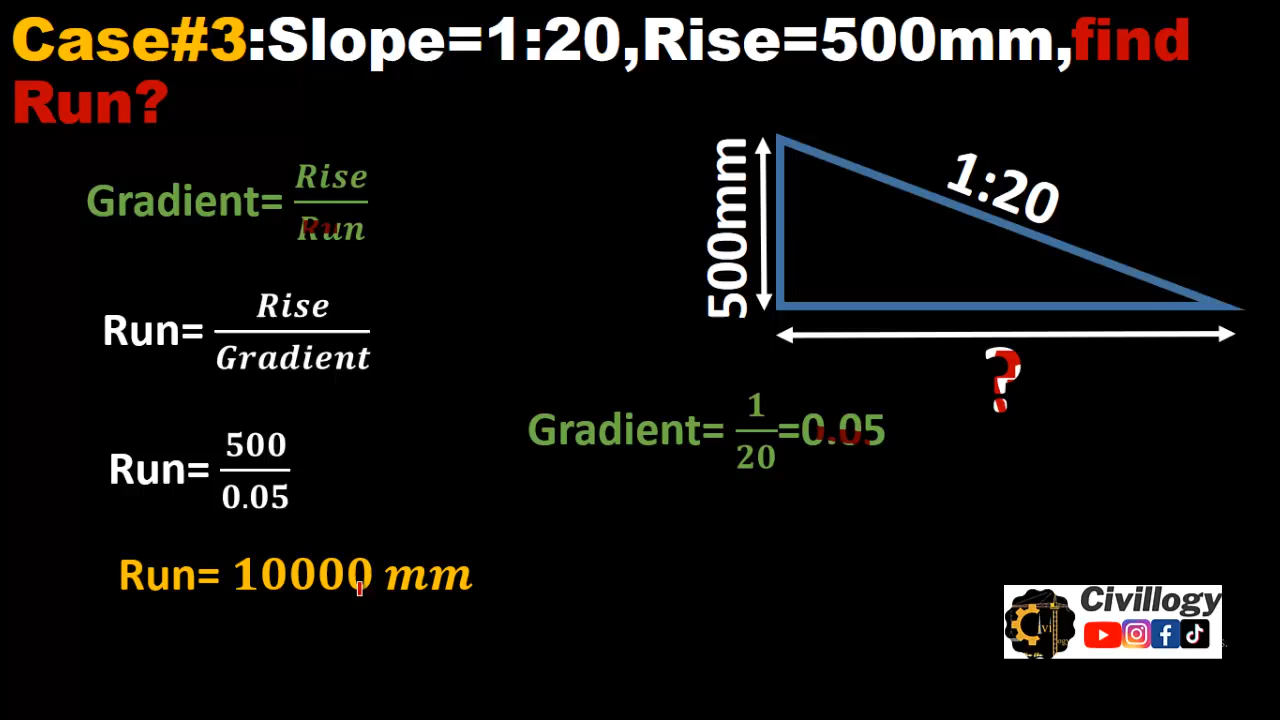 Case#3:Slope=1:20,Rise=500mm,find
Run?
Gradient= Rise/Run
500mm
1:20
Run= Rise/Gradient
?
Gradient= 1/20=0.05
Run= 500/0.05
Run= 10000 mm
Civillogy
ivi